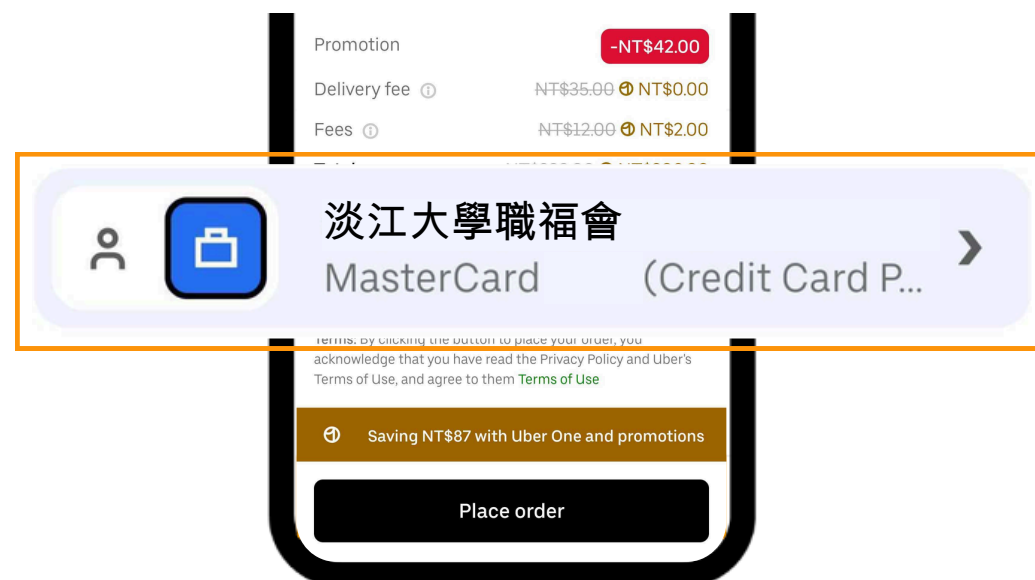 Promotion -NT$42.00
Delivery fee NT$35.00 NT$0.00
Fees NT$12.00 NT$2.00
淡江大學職福會
MasterCard (Credit Card P...
Terms: By clicking the button to place your order, you
acknowledge that you have read the Privacy Policy and Uber's
Terms of Use, and agree to them Terms of Use
Saving NT$87 with Uber One and promotions
Place order